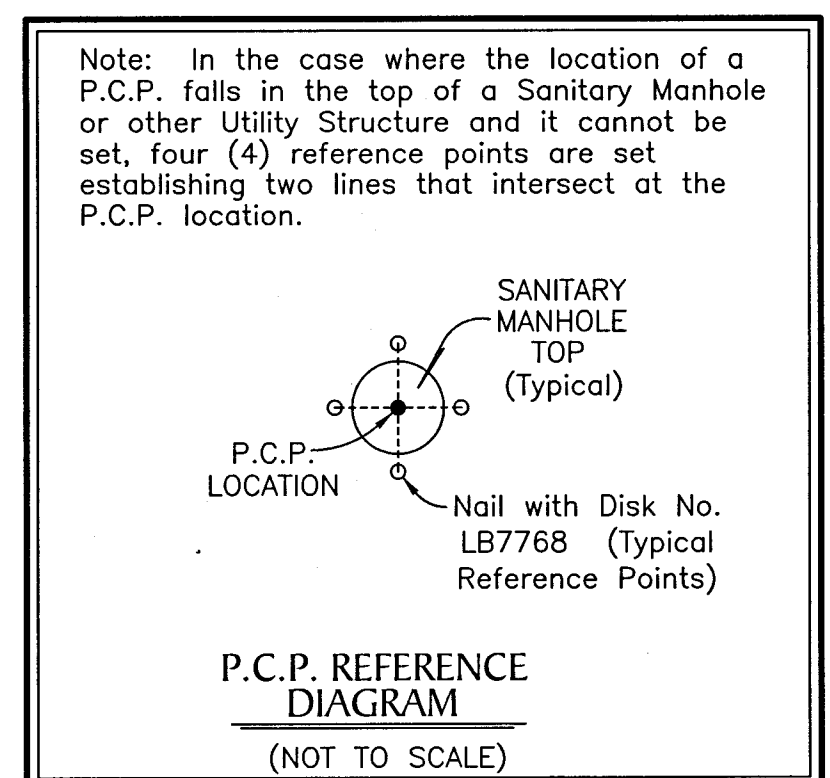 Note: In the case where the location of a
P.C.P. falls in the top of a Sanitary Manhole
or other Utility Structure and it cannot be
set, four (4) reference points are set
establishing two lines that intersect at the
P.C.P. location.
SANITARY
MANHOLE
TOP
(Typical)
P.C.P.
LOCATION
Nail with Disk No.
LB7768 (Typical
Reference Points)
P.C.P. REFERENCE
DIAGRAM
(NOT TO SCALE)